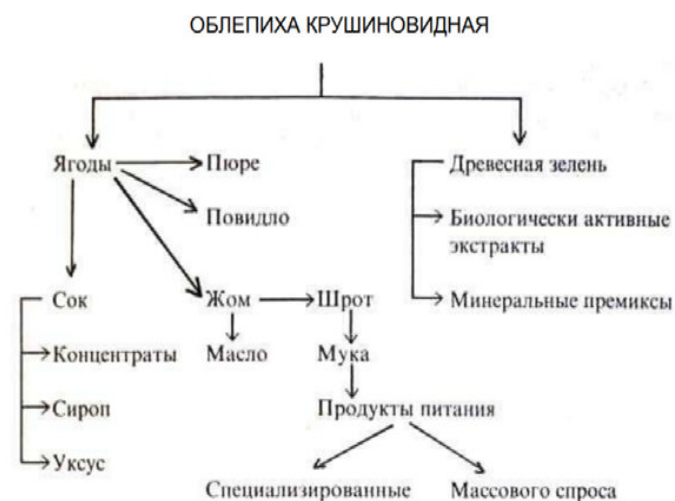 ОБЛЕПИХА КРУШИНОВИДНАЯ
Ягоды
Пюре
Древесная зелень
Повидло
Биологически активные
экстракты
Сок
Жом
Шрот
Минеральные премиксы
Концентраты
Масло
Мука
Сироп
Продукты питания
Уксус
Специализированные
Массового спроса